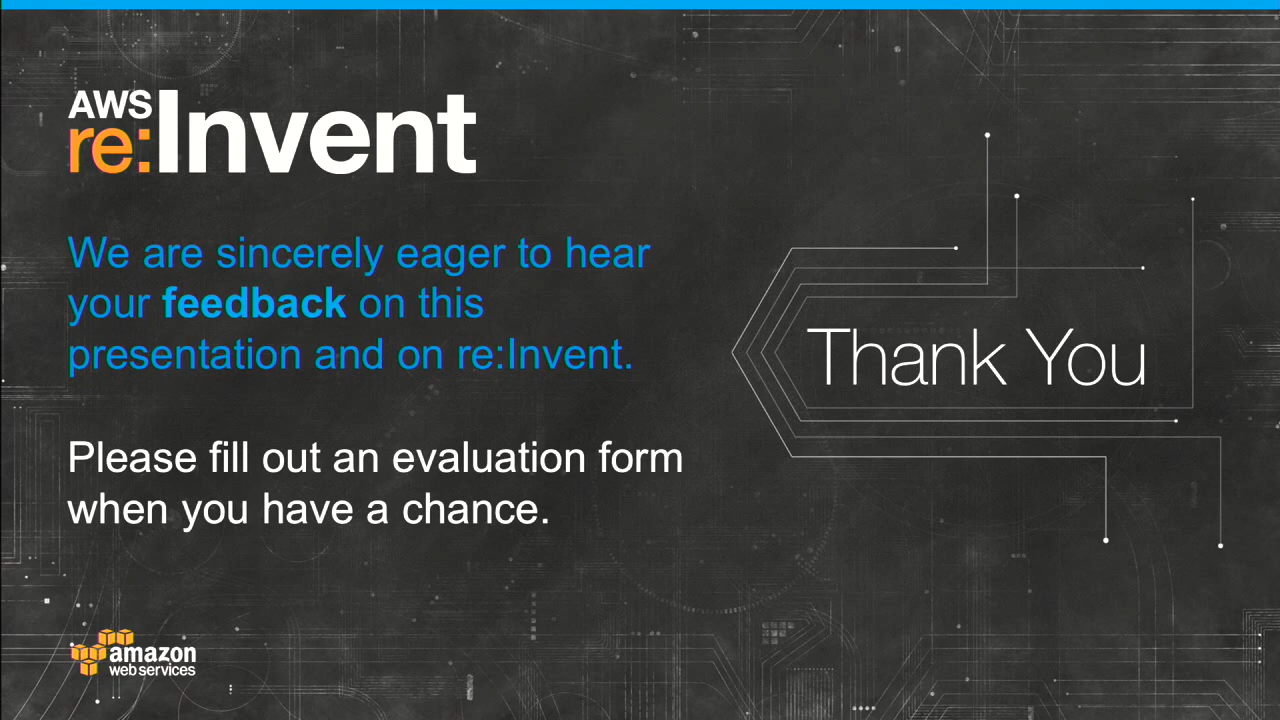 AWS
re:Invent
We are sincerely eager to hear
your feedback on this
presentation and on re:Invent.
Please fill out an evaluation form
when you have a chance.
Thank You
amazon
web services